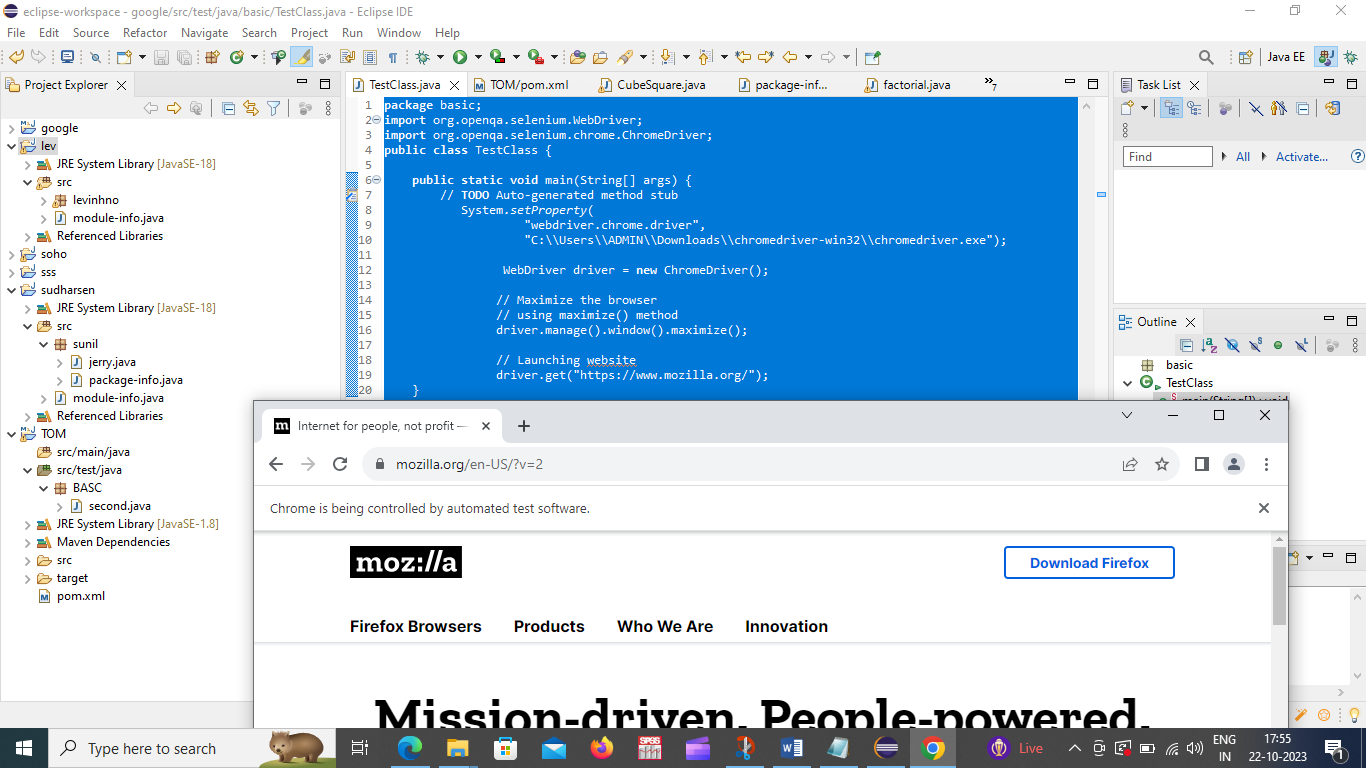 eclipse-workspace - google/src/test/java/basic/TestClass.java - Eclipse IDE
File Edit Source Refactor Navigate Search Project Run Window Help
Java EE
Project Explorer
google
lev
JRE System Library [JavaSE-18]
src
levinhno
module-info.java
Referenced Libraries
soho
sss
sudharsen
JRE System Library [JavaSE-18]
src
sunil
jerry.java
package-info.java
module-info.java
Referenced Libraries
TOM
src/main/java
src/test/java
BASC
second.java
JRE System Library [JavaSE-1.8]
Maven Dependencies
src
target
pom.xml
TestClass.java TOM/pom.xml CubeSquare.java package-inf... factorial.java »7
1 package basic;
2 import org.openqa.selenium.WebDriver;
3 import org.openqa.selenium.chrome.ChromeDriver;
4 public class TestClass {
5
6 public static void main(String[] args) {
7 // TODO Auto-generated method stub
8 System.setProperty(
9 "webdriver.chrome.driver",
10 "C:\\Users\\ADMIN\\Downloads\\chromedriver-win32\\chromedriver.exe");
11
12 WebDriver driver = new ChromeDriver();
13
14 // Maximize the browser
15 // using maximize() method
16 driver.manage().window().maximize();
17
18 // Launching website
19 driver.get("https://www.mozilla.org/");
20 }
Task List
Find All Activate...
Outline
basic
TestClass
main(String[]) : void
Internet for people, not profit —
mozilla.org/en-US/?v=2
Chrome is being controlled by automated test software.
moz://a
Download Firefox
Firefox Browsers Products Who We Are Innovation
Mission-driven. People-powered.
Type here to search
Live
ENG
IN
17:55
22-10-2023
1